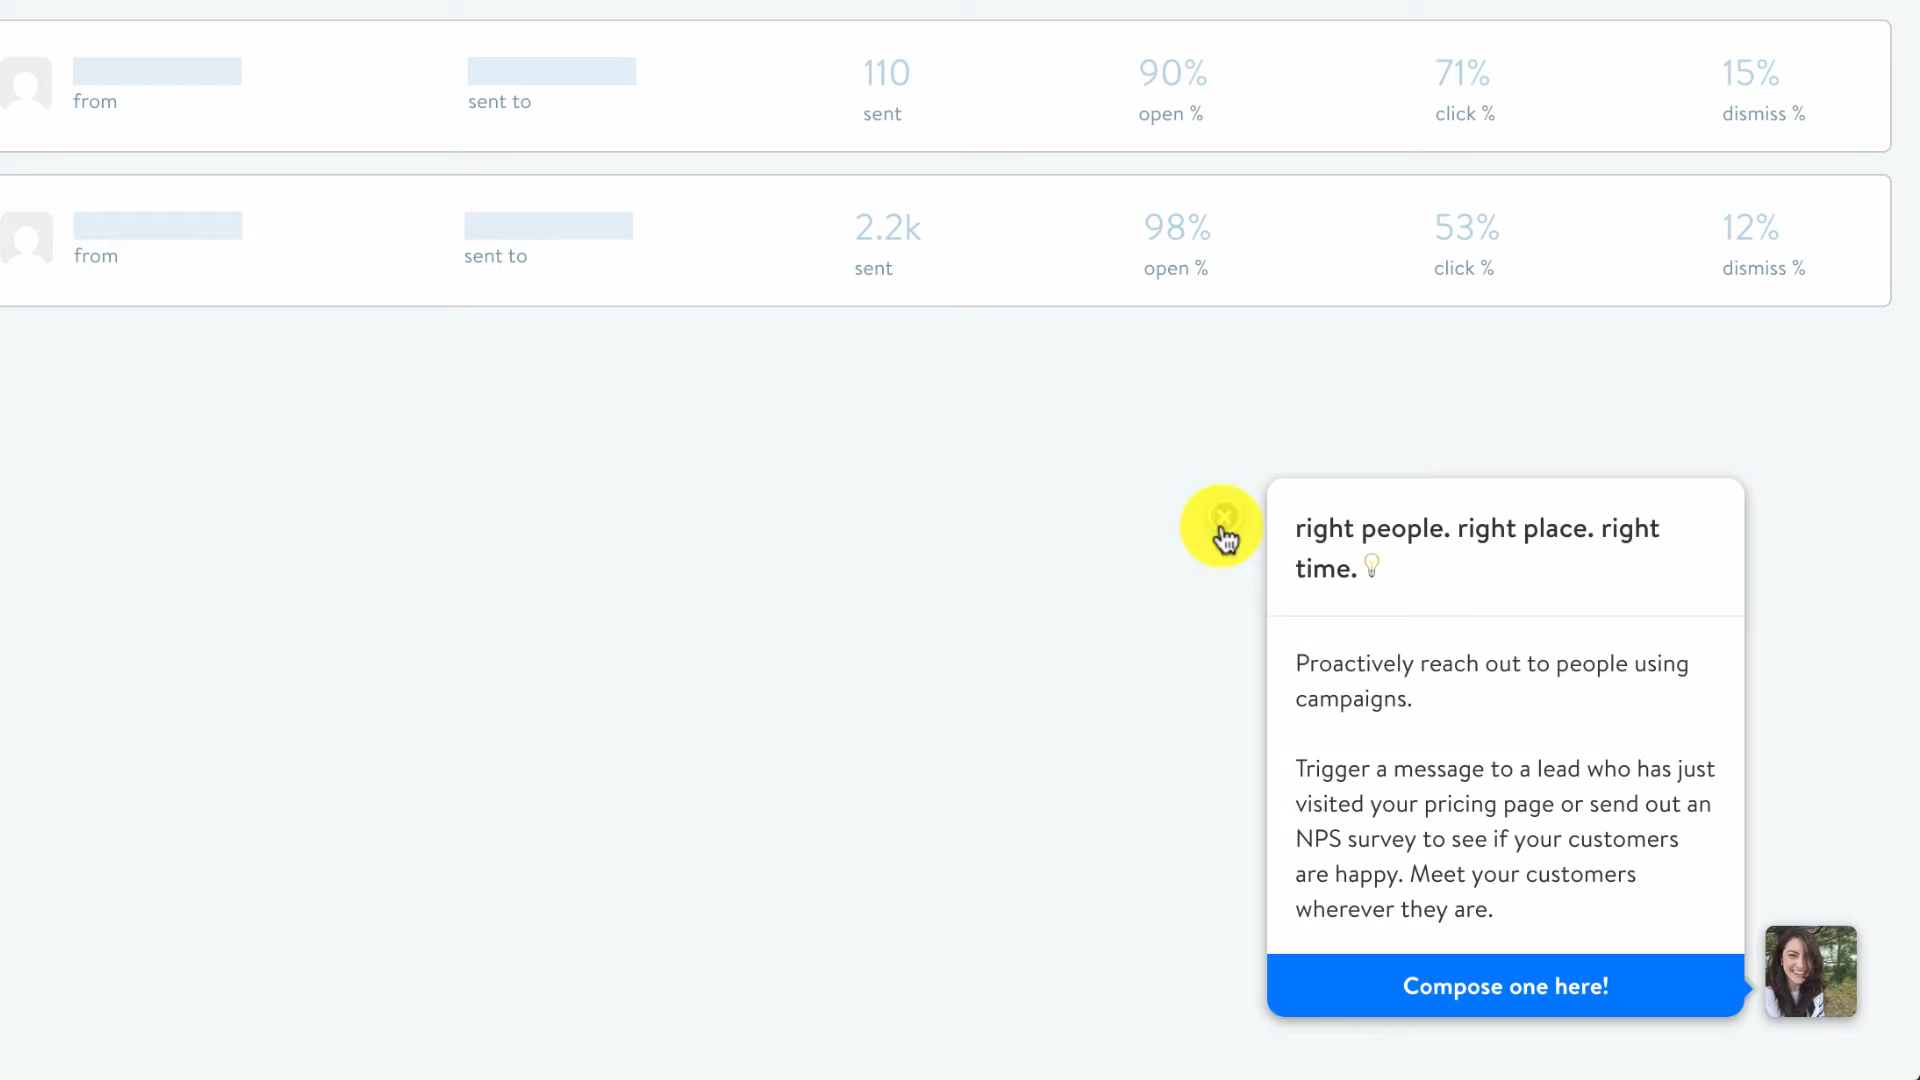 110 90% 71% 15%
from sent to sent open % click % dismiss %
2.2k 98% 53% 12%
from sent to sent open % click % dismiss %
right people. right place. right
time.
Proactively reach out to people using
campaigns.
Trigger a message to a lead who has just
visited your pricing page or send out an
NPS survey to see if your customers
are happy. Meet your customers
wherever they are.
Compose one here!